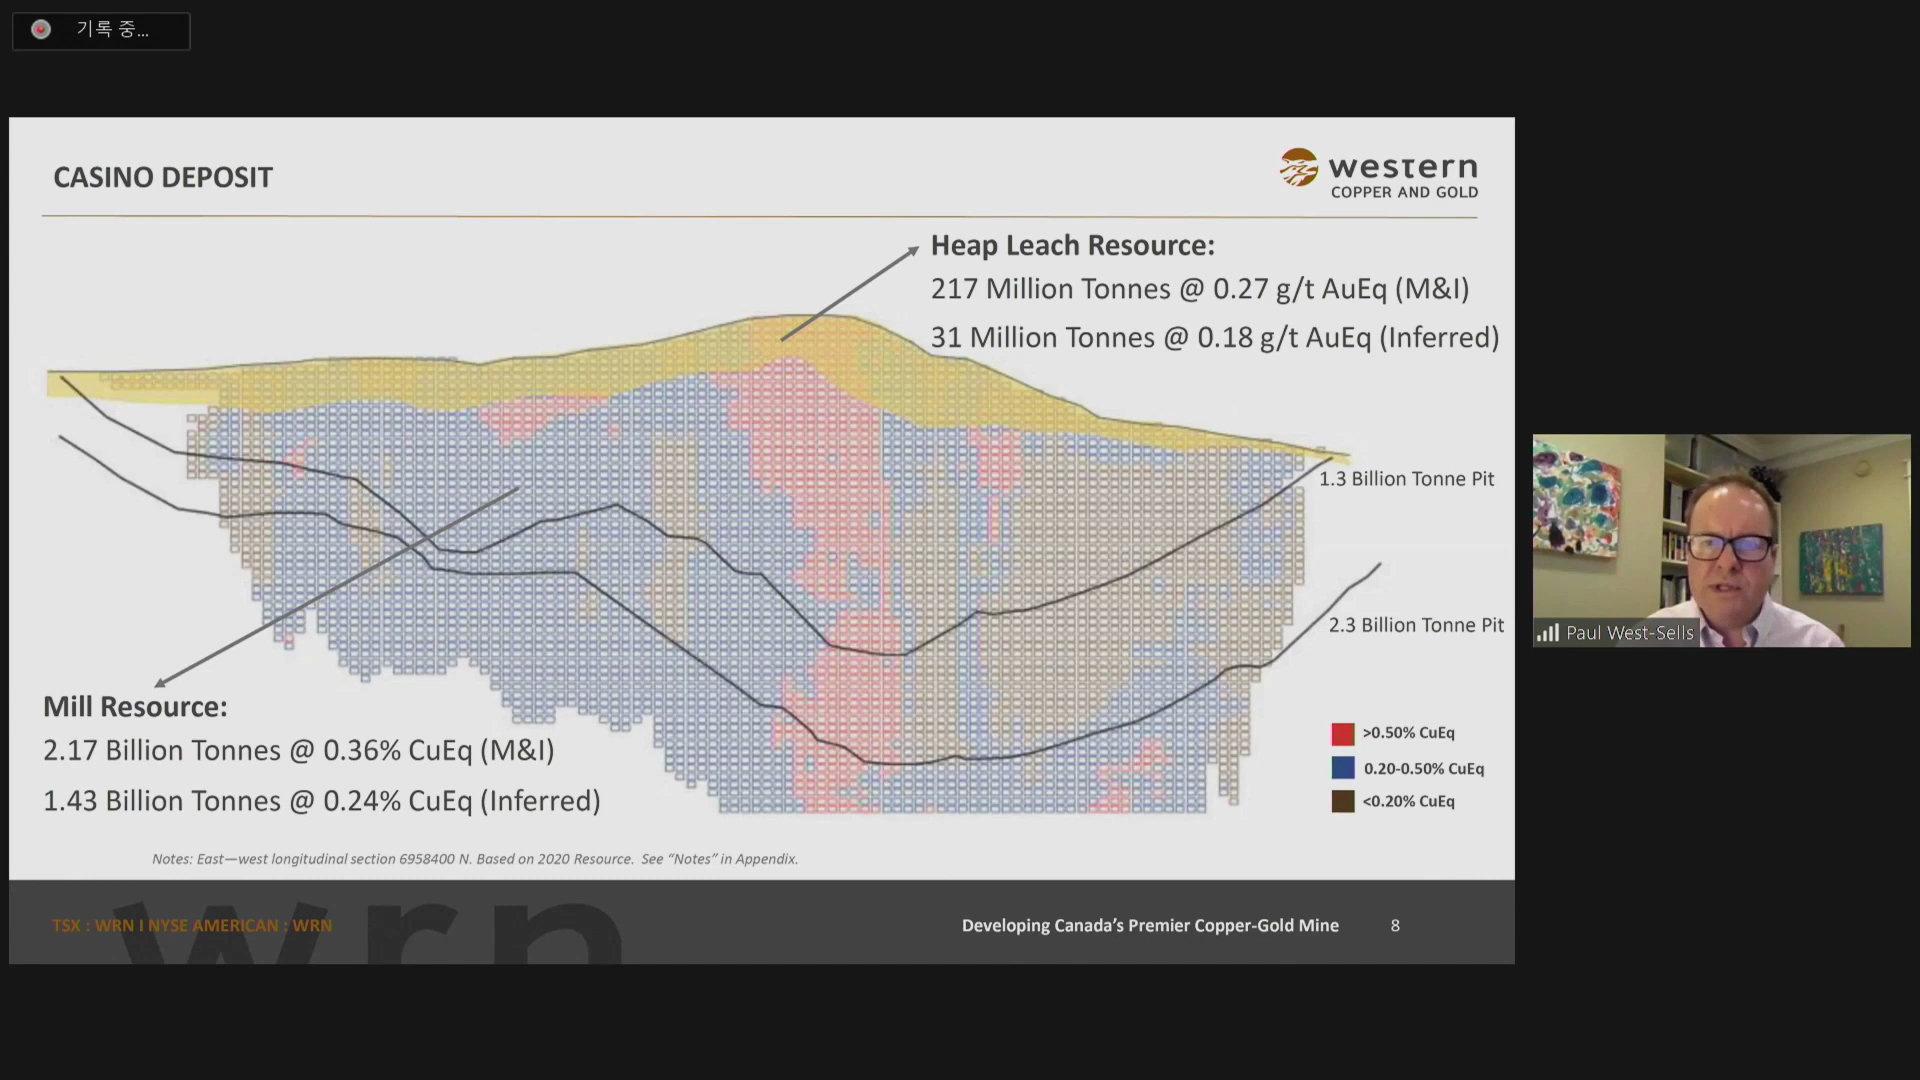 기록 중...
CASINO DEPOSIT
western
COPPER AND GOLD
Heap Leach Resource:
217 Million Tonnes @ 0.27 g/t AuEq (M&I)
31 Million Tonnes @ 0.18 g/t AuEq (Inferred)
1.3 Billion Tonne Pit
2.3 Billion Tonne Pit
Paul West-Sells
Mill Resource:
2.17 Billion Tonnes @ 0.36% CuEq (M&I)
1.43 Billion Tonnes @ 0.24% CuEq (Inferred)
>0.50% CuEq
0.20-0.50% CuEq
<0.20% CuEq
Notes: East—west longitudinal section 6958400 N. Based on 2020 Resource. See “Notes” in Appendix.
wrn
TSX : WRN I NYSE AMERICAN : WRN
Developing Canada’s Premier Copper-Gold Mine 8